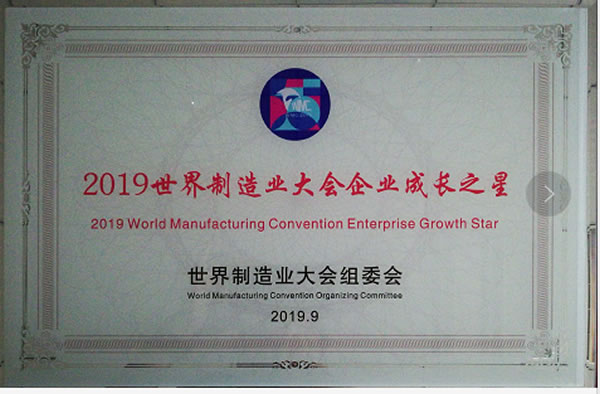 WMC
2019世界制造业大会企业成长之星
2019 World Manufacturing Convention Enterprise Growth Star
世界制造业大会组委会
World Manufacturing Convention Organizing Committee
2019.9